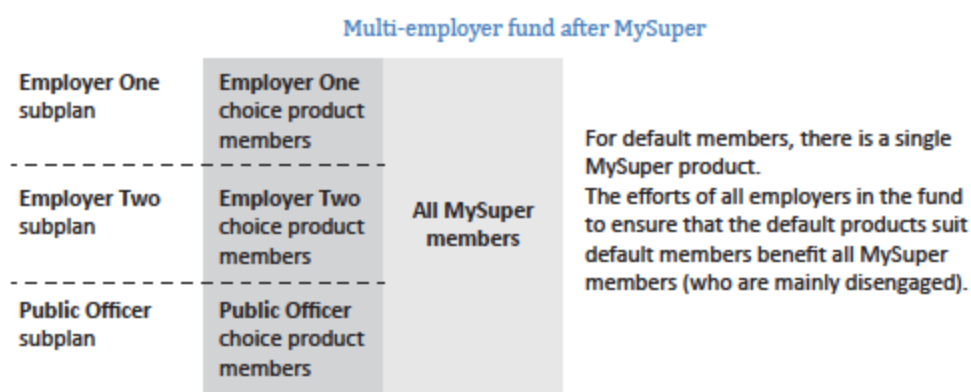 Multi-employer fund after MySuper
Employer One
subplan
Employer One
choice product
members
Employer Two
subplan
Employer Two
choice product
members
Public Officer
subplan
Public Officer
choice product
members
All MySuper
members
For default members, there is a single
MySuper product.
The efforts of all employers in the fund
to ensure that the default products suit
default members benefit all MySuper
members (who are mainly disengaged).